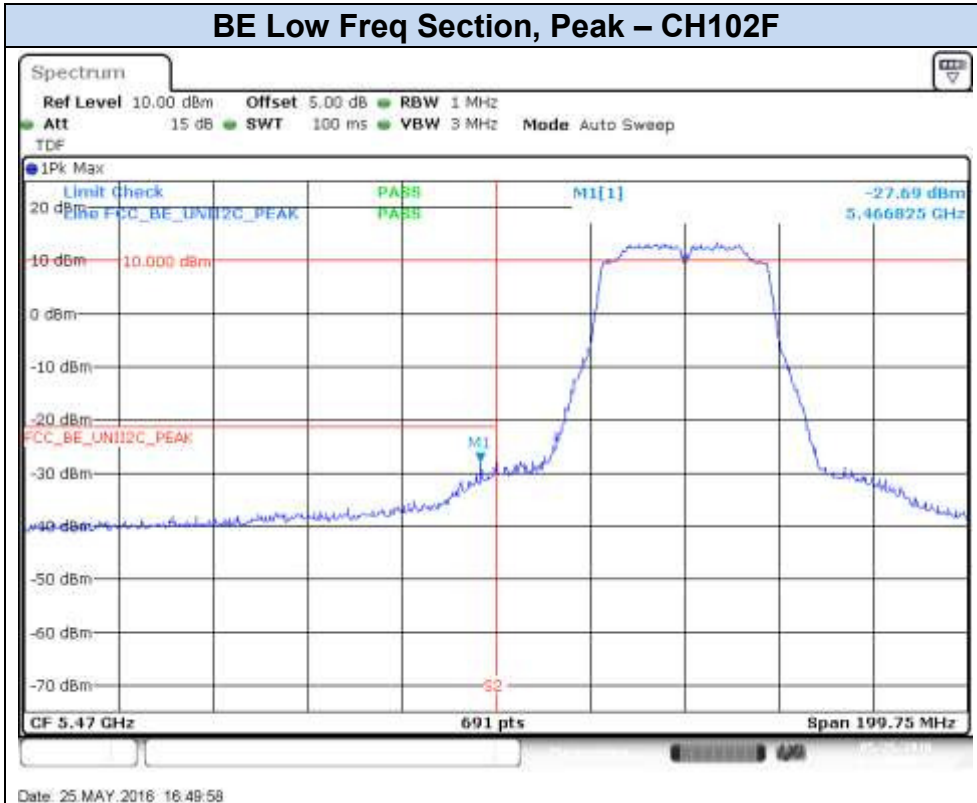 BE Low Freq Section, Peak – CH102F
Spectrum
Ref Level 10.00 dBm Offset 5.00 dB RBW 1 MHz
Att 15 dB SWT 100 ms VBW 3 MHz Mode Auto Sweep
TDF
1Pk Max
Limit Check PASS M1[1] -27.69 dBm
20 dBm Line FCC_BE_UNII2C_PEAK PASS 5.466825 GHz
10 dBm 10.000 dBm
0 dBm
-10 dBm
-20 dBm
FCC_BE_UNII2C_PEAK
M1
-30 dBm
-40 dBm
-50 dBm
-60 dBm
-70 dBm
S2
CF 5.47 GHz 691 pts Span 199.75 MHz
Date: 25.MAY.2016 16:49:58